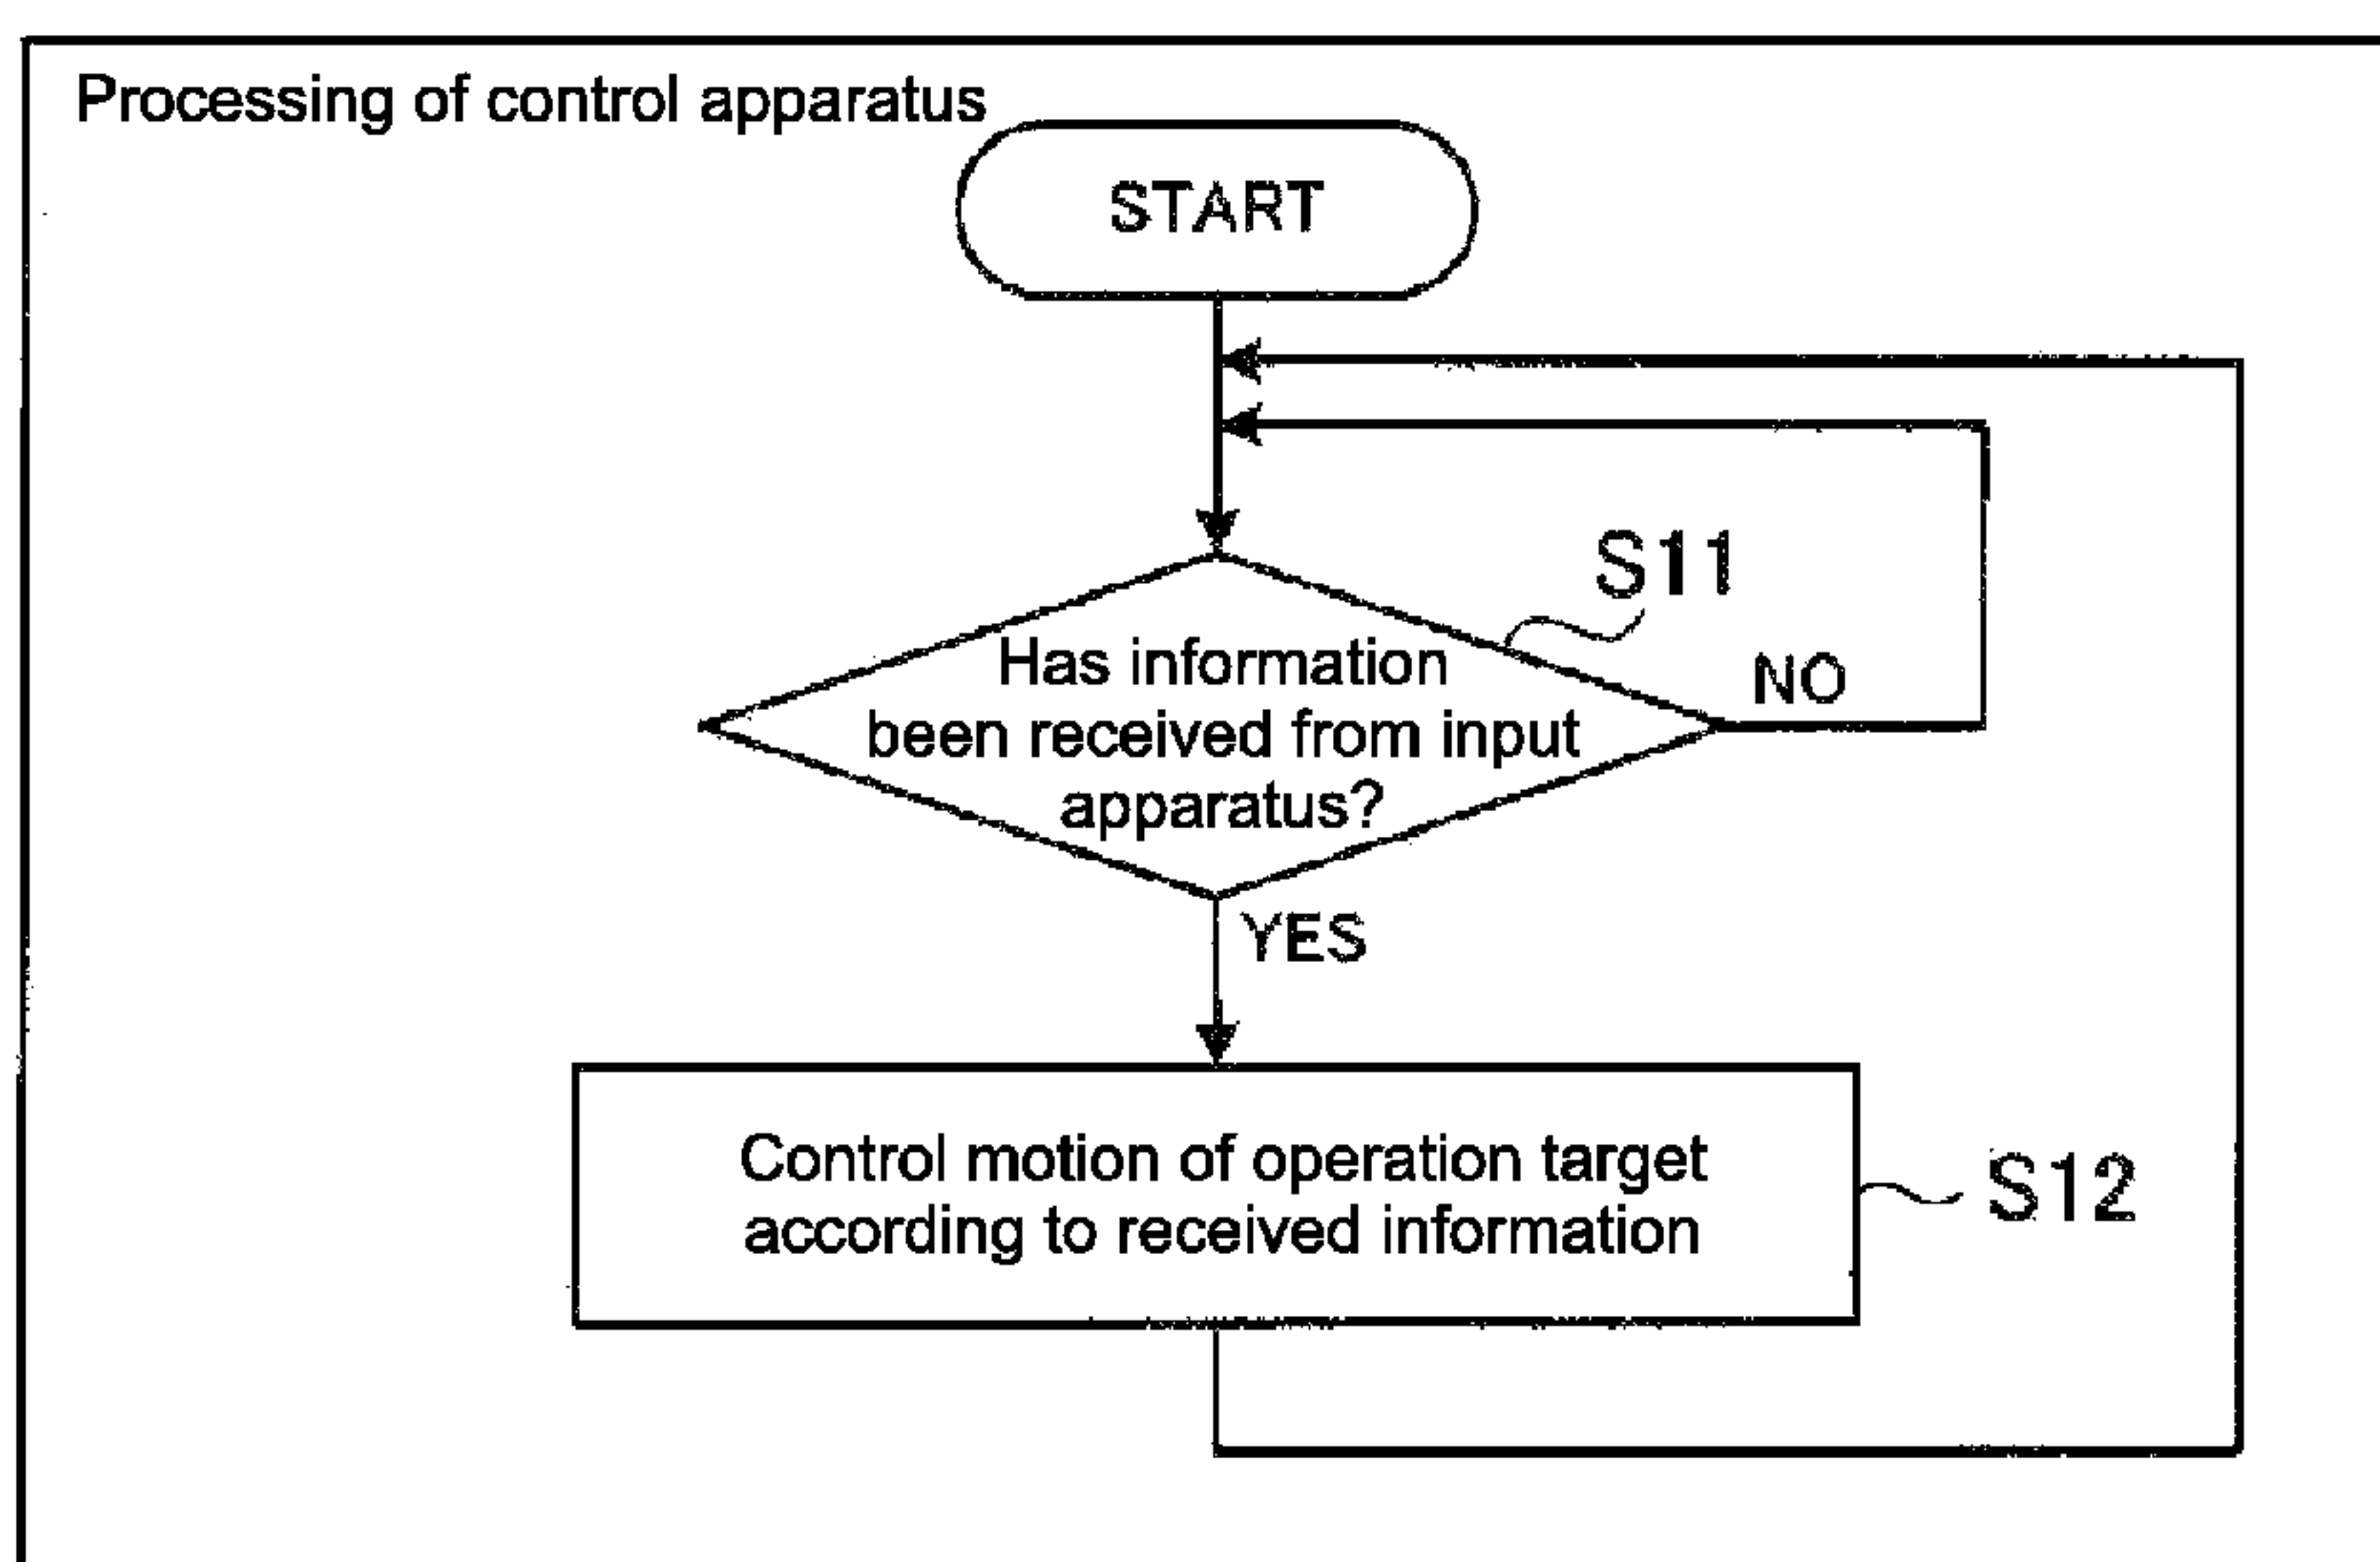 Processing of control apparatus
START
S11
Has information
been received from input
apparatus?
NO
YES
Control motion of operation target
according to received information
S12